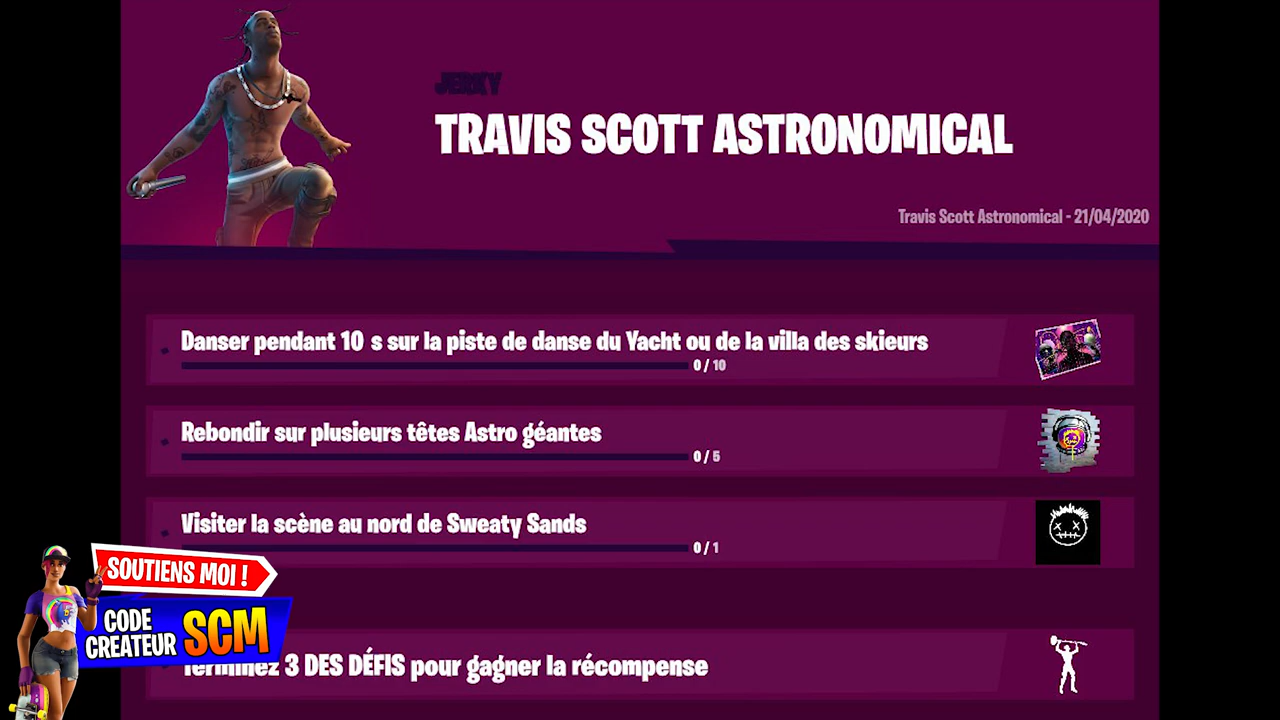 JERKY
TRAVIS SCOTT ASTRONOMICAL
Travis Scott Astronomical - 21/04/2020
Danser pendant 10 s sur la piste de danse du Yacht ou de la villa des skieurs
0 / 10
Rebondir sur plusieurs têtes Astro géantes
0 / 5
Visiter la scène au nord de Sweaty Sands
0 / 1
SOUTIENS MOI !
CODE
CREATEUR SCM
Terminez 3 DES DÉFIS pour gagner la récompense